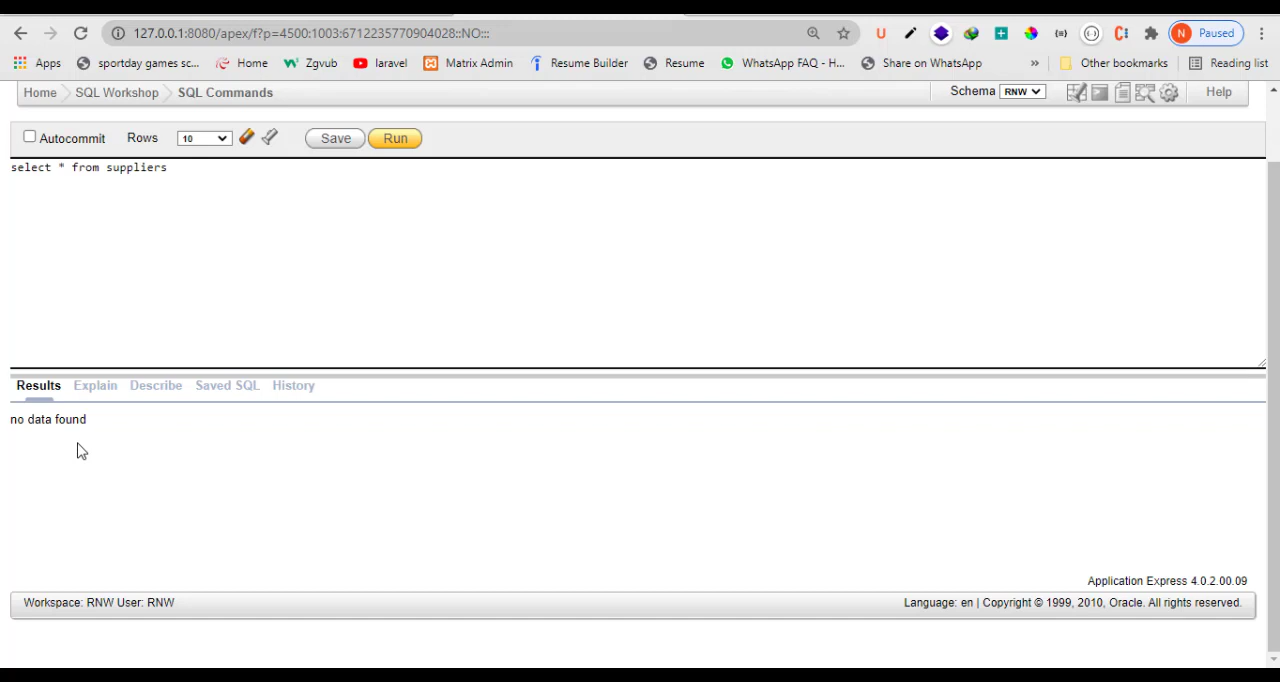 127.0.0.1:8080/apex/f?p=4500:1003:6712235770904028::NO:::
N Paused
Apps sportday games sc... Home Zgvub laravel Matrix Admin Resume Builder Resume WhatsApp FAQ - H... Share on WhatsApp » Other bookmarks Reading list
Home SQL Workshop SQL Commands Schema RNW Help
Autocommit Rows 10 Save Run
select * from suppliers
Results Explain Describe Saved SQL History
no data found
Application Express 4.0.2.00.09
Workspace: RNW User: RNW Language: en | Copyright © 1999, 2010, Oracle. All rights reserved.